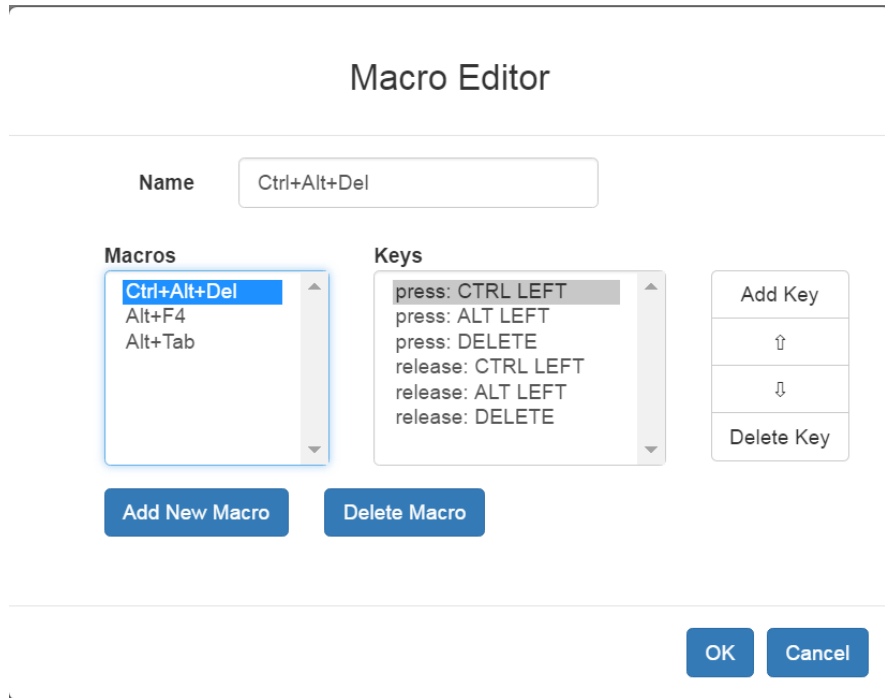 Macro Editor
Name
Ctrl+Alt+Del
Macros
Ctrl+Alt+Del
Alt+F4
Alt+Tab
Keys
press: CTRL LEFT
press: ALT LEFT
press: DELETE
release: CTRL LEFT
release: ALT LEFT
release: DELETE
Add Key
⇧
⇩
Delete Key
Add New Macro
Delete Macro
OK
Cancel